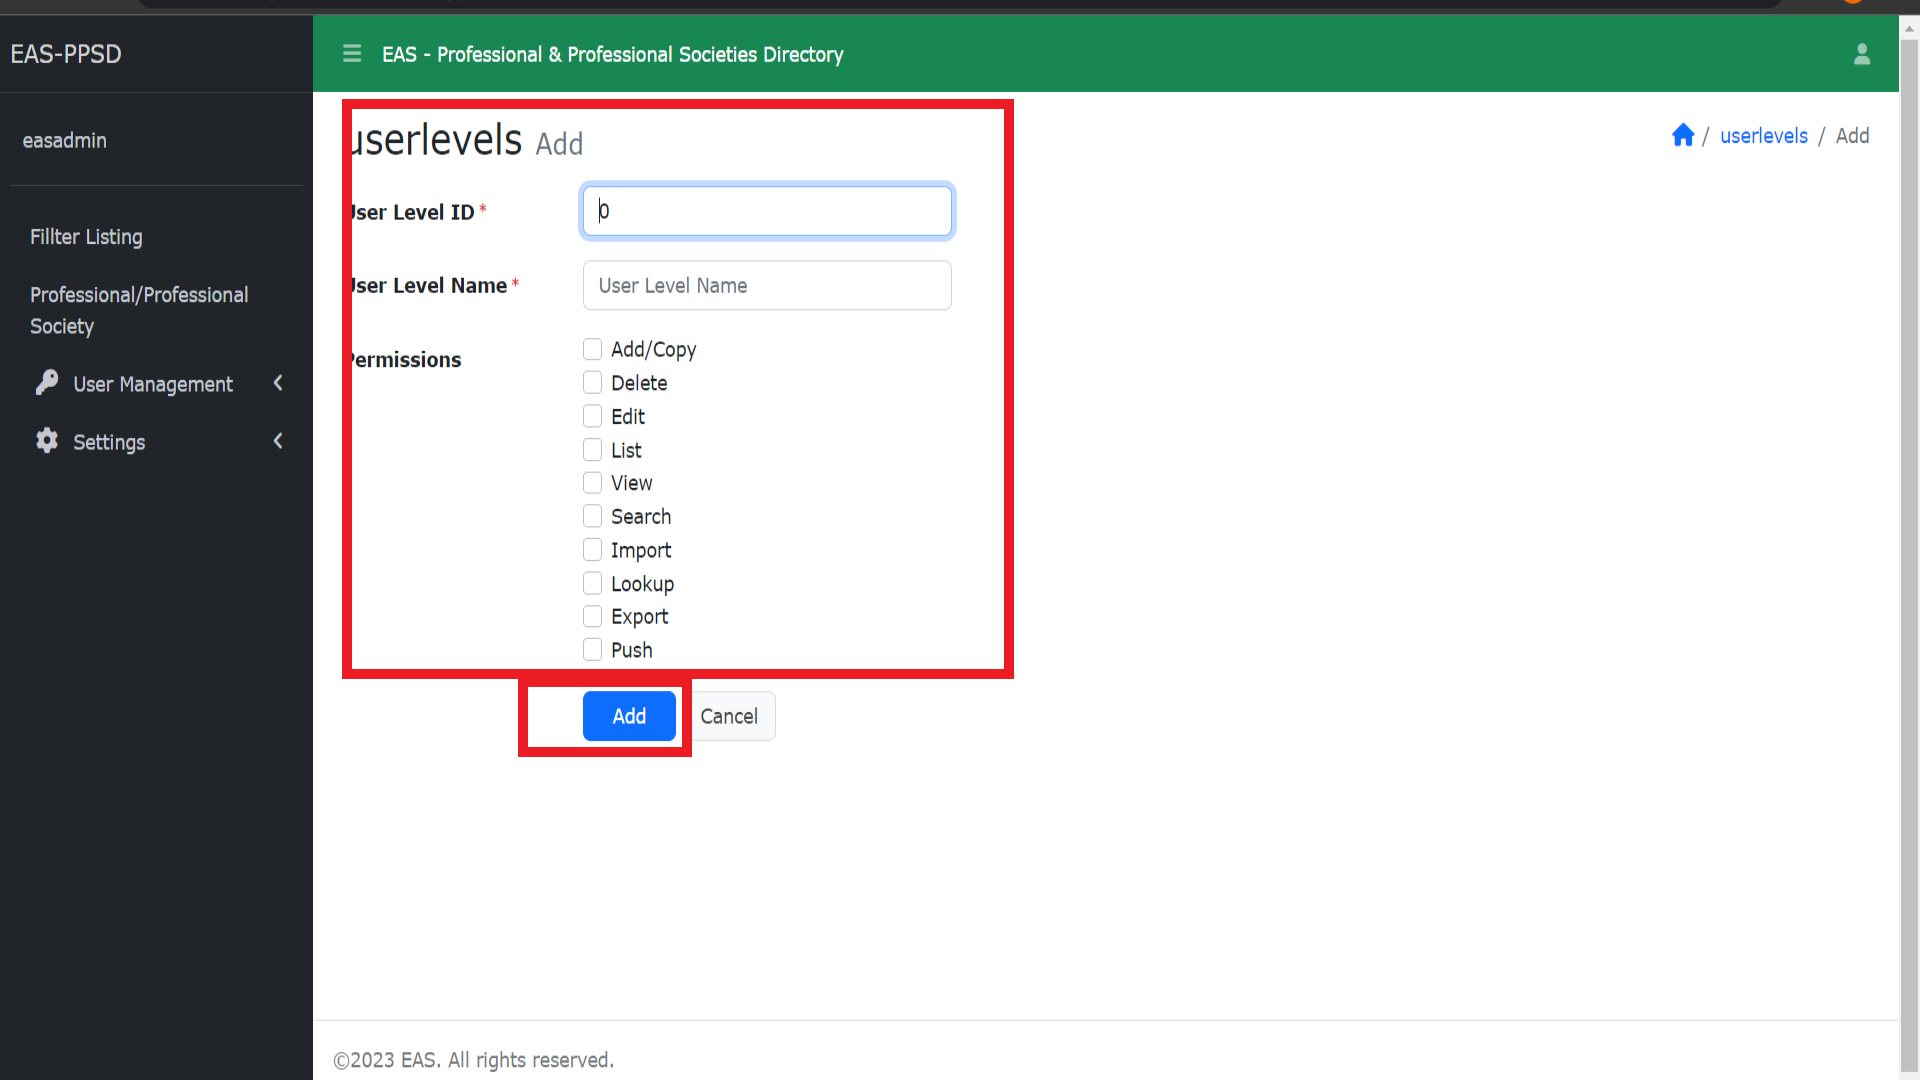 EAS-PPSD
EAS - Professional & Professional Societies Directory
easadmin
Fillter Listing
Professional/Professional
Society
User Management
Settings
userlevels Add
userlevels / Add
User Level ID *
0
User Level Name *
User Level Name
Permissions
Add/Copy
Delete
Edit
List
View
Search
Import
Lookup
Export
Push
Add
Cancel
©2023 EAS. All rights reserved.